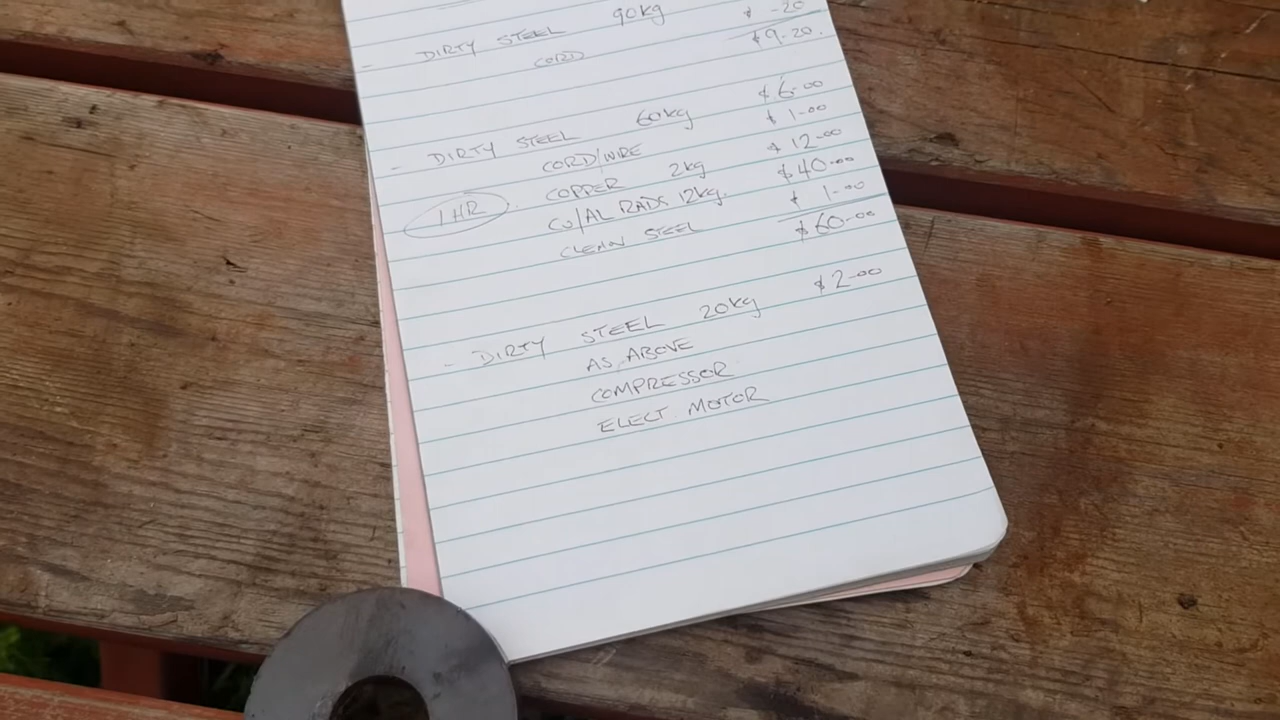 - DIRTY STEEL 90kg $ -20
CORD $9-20.
- DIRTY STEEL 60kg $6-00
CORD/WIRE $1-00
1 HR. COPPER 2kg $12-00
CU/AL RADS 12kg. $40-00
CLEAN STEEL $1-00
$60-00
- DIRTY STEEL 20kg $2-00
AS ABOVE
COMPRESSOR
ELECT. MOTOR